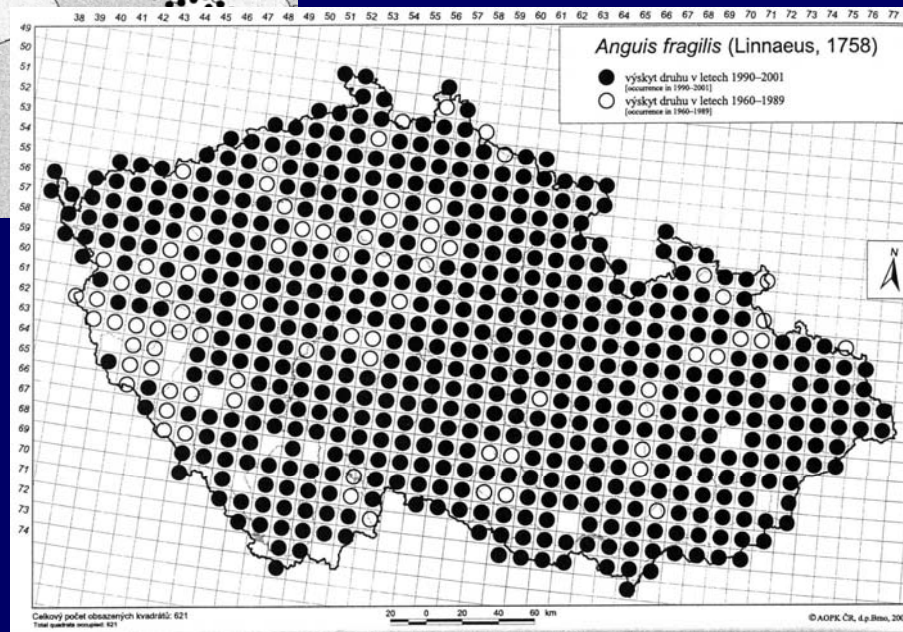 38 39 40 41 42 43 44 45 46 47 48 49 50 51 52 53 54 55 56 57 58 59 60 61 62 63 64 65 66 67 68 69 70 71 72 73 74 75 76 77
49
50
51
52
53
54
55
56
57
58
59
60
61
62
63
64
65
66
67
68
69
70
71
72
73
74
Anguis fragilis (Linnaeus, 1758)
výskyt druhu v letech 1990–2001
[occurrence in 1990–2001]
výskyt druhu v letech 1960–1989
[occurrence in 1960–1989]
N
Celkový počet obsazených kvadrátů: 621
Total quadrats occupied: 621
20 0 20 40 60 km
©AOPK ČR, d.p.Brno,